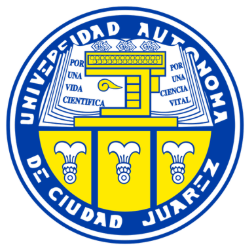 UNIVERSIDAD AUTONOMA
DE CIUDAD JUAREZ
POR
UNA
VIDA
CIENTIFICA
POR
UNA
CIENCIA
VITAL